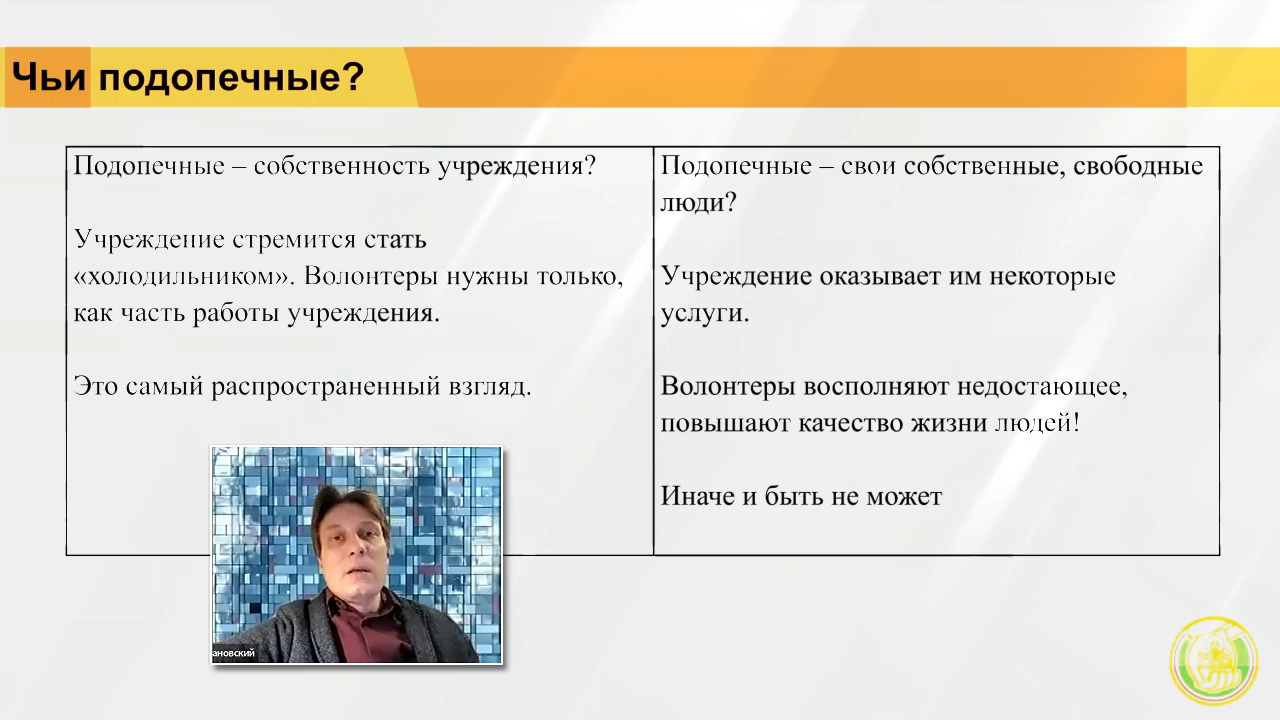 Чьи подопечные?
Подопечные – собственность учреждения?
Учреждение стремится стать
«холодильником». Волонтеры нужны только,
как часть работы учреждения.
Это самый распространенный взгляд.
Подопечные – свои собственные, свободные
люди?
Учреждение оказывает им некоторые
услуги.
Волонтеры восполняют недостающее,
повышают качество жизни людей!
Иначе и быть не может
ановский